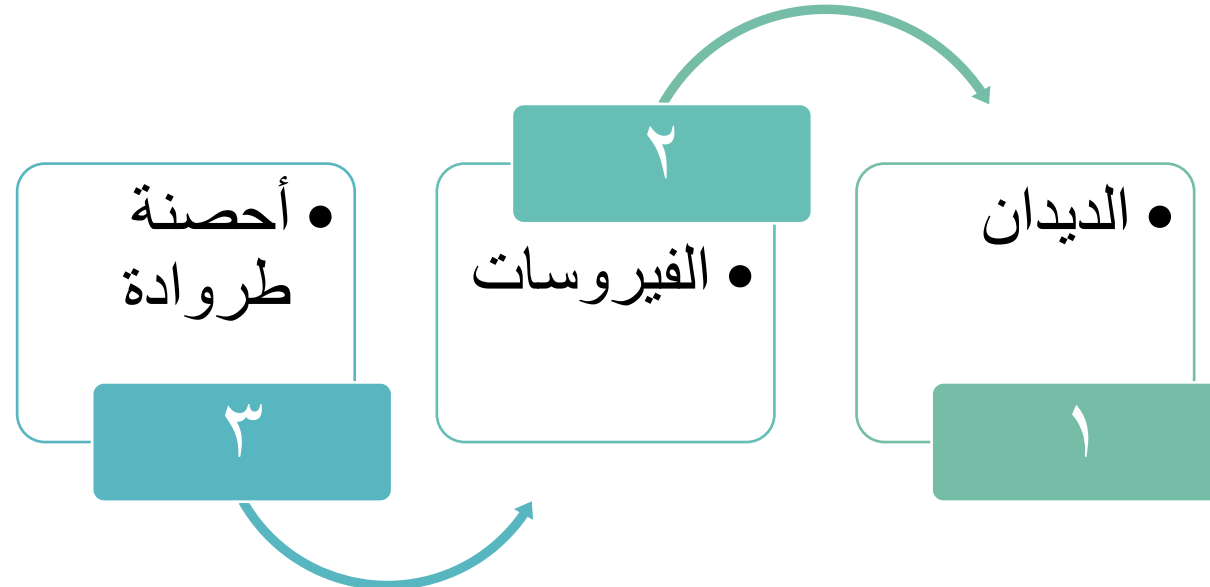 • الديدان
١
٢
• الفيروسات
• أحصنة
طروادة
٣